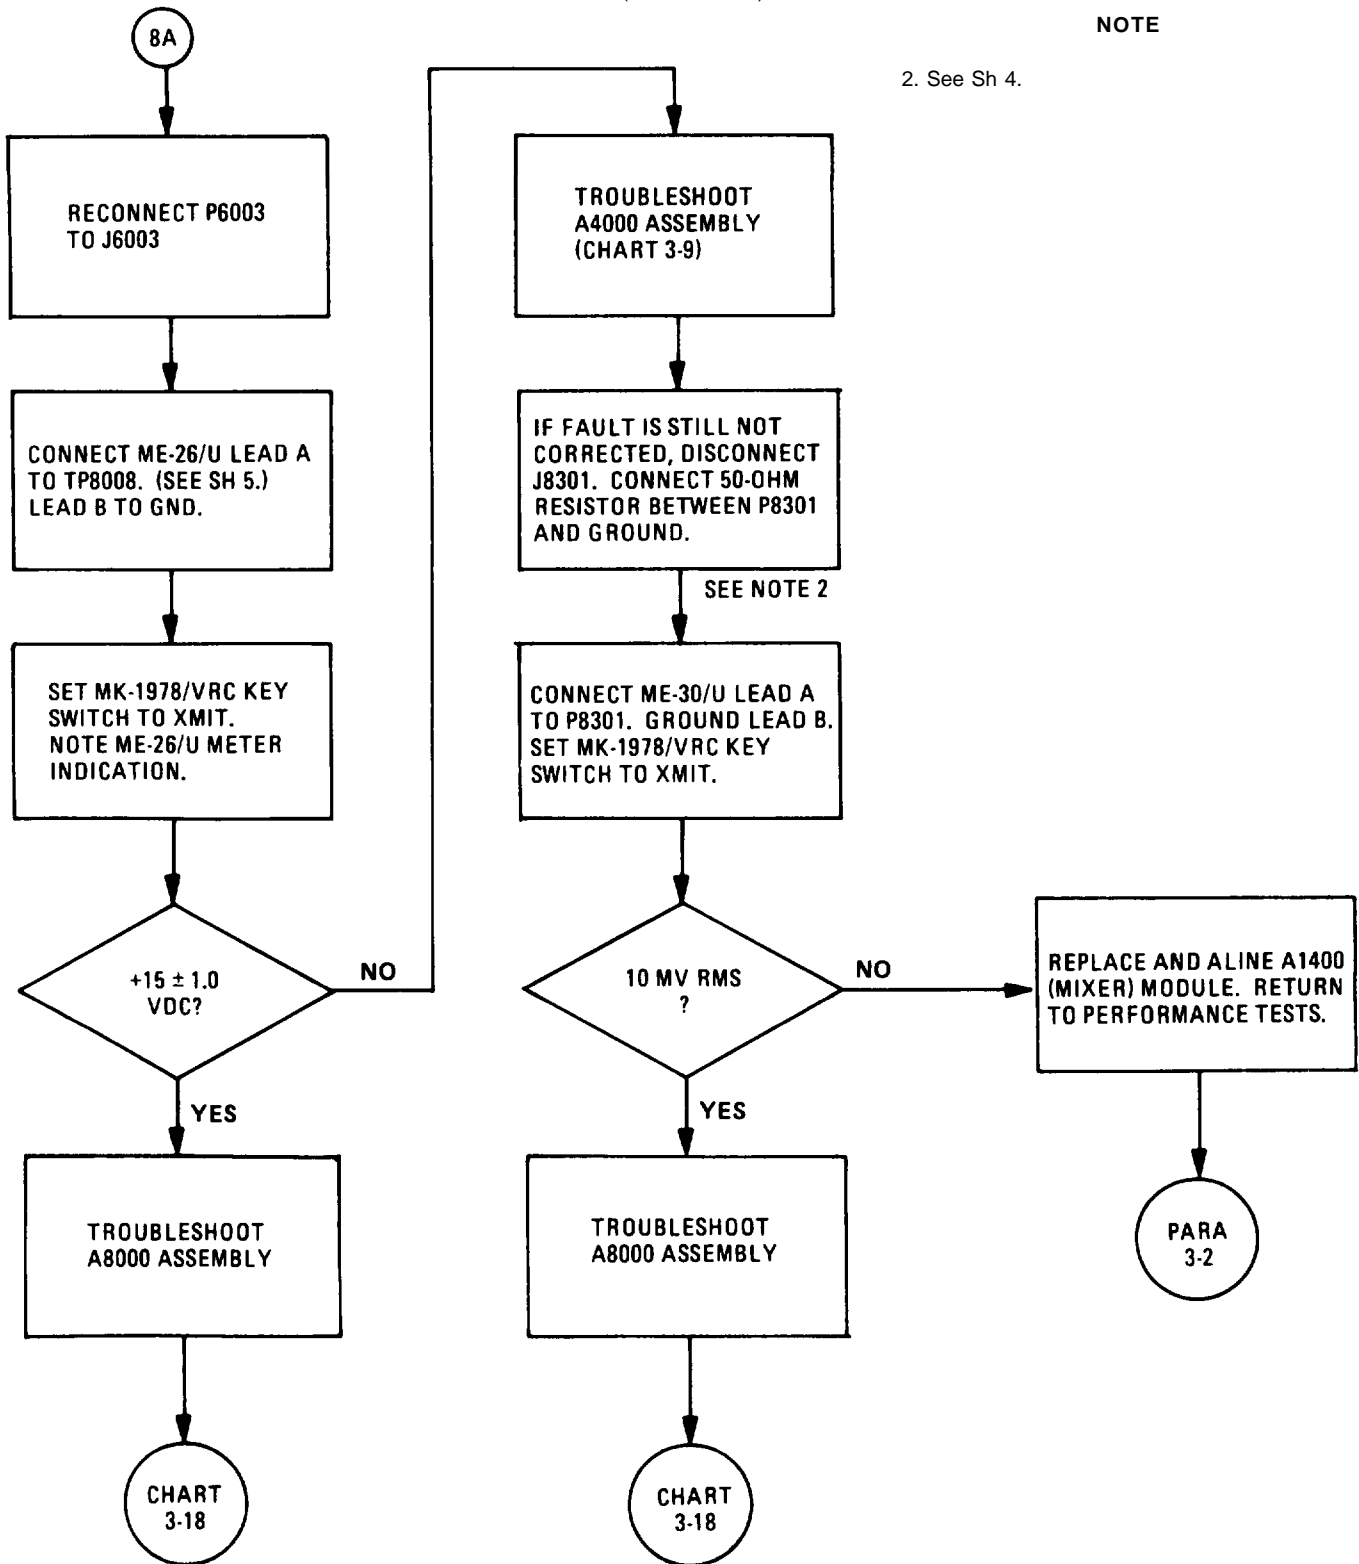 NOTE
2. See Sh 4.
8A
RECONNECT P6003
TO J6003
CONNECT ME-26/U LEAD A
TO TP8008. (SEE SH 5.)
LEAD B TO GND.
SET MK-1978/VRC KEY
SWITCH TO XMIT.
NOTE ME-26/U METER
INDICATION.
+15 ± 1.0
VDC?
NO
YES
TROUBLESHOOT
A8000 ASSEMBLY
CHART
3-18
TROUBLESHOOT
A4000 ASSEMBLY
(CHART 3-9)
IF FAULT IS STILL NOT
CORRECTED, DISCONNECT
J8301. CONNECT 50-OHM
RESISTOR BETWEEN P8301
AND GROUND.
SEE NOTE 2
CONNECT ME-30/U LEAD A
TO P8301. GROUND LEAD B.
SET MK-1978/VRC KEY
SWITCH TO XMIT.
10 MV RMS
?
NO
YES
TROUBLESHOOT
A8000 ASSEMBLY
CHART
3-18
REPLACE AND ALINE A1400
(MIXER) MODULE. RETURN
TO PERFORMANCE TESTS.
PARA
3-2